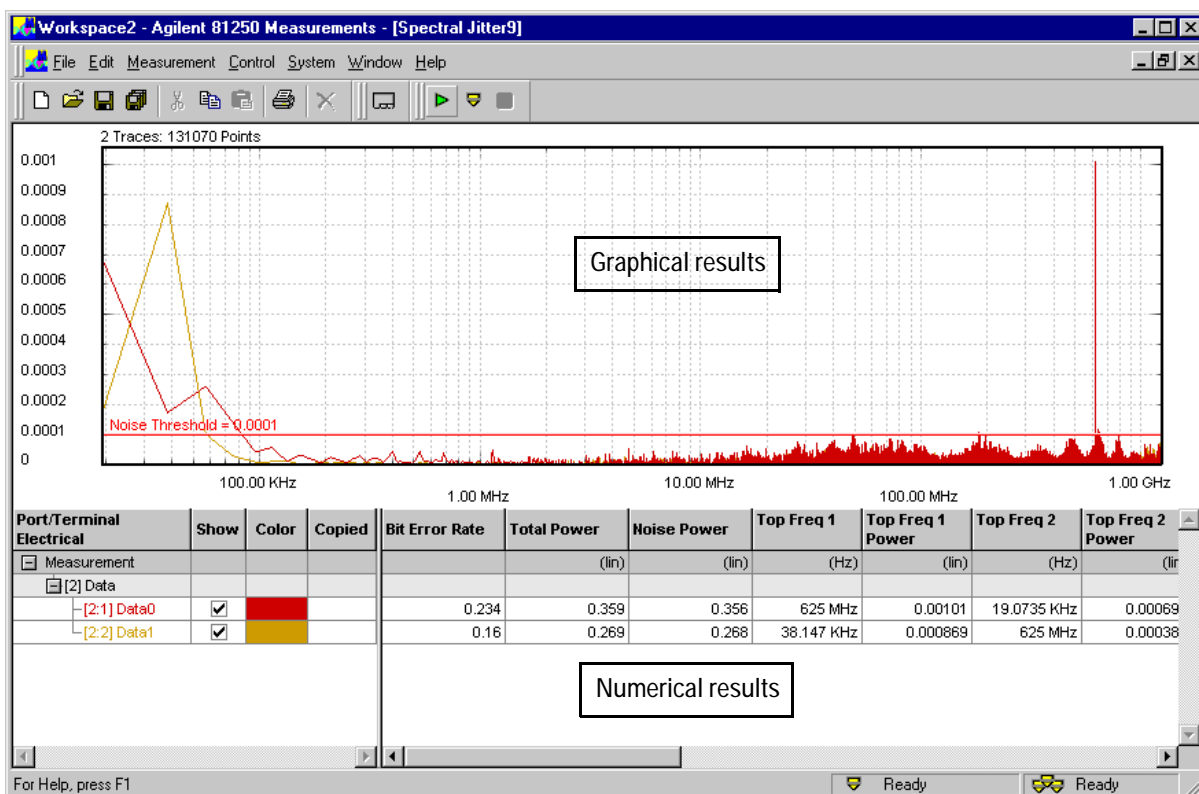 Workspace2 - Agilent 81250 Measurements - [Spectral Jitter9]
File Edit Measurement Control System Window Help
2 Traces: 131070 Points
0.001
0.0009
0.0008
0.0007
0.0006
0.0005
0.0004
0.0003
0.0002
0.0001
0
Graphical results
Noise Threshold = 0.0001
100.00 KHz 1.00 MHz 10.00 MHz 100.00 MHz 1.00 GHz
Port/Terminal Electrical Show Color Copied Bit Error Rate Total Power Noise Power Top Freq 1 Top Freq 1 Power Top Freq 2 Top Freq 2 Power
Measurement (lin) (lin) (Hz) (lin) (Hz) (lin
[2] Data
[2:1] Data0 0.234 0.359 0.356 625 MHz 0.00101 19.0735 KHz 0.00069
[2:2] Data1 0.16 0.269 0.268 38.147 KHz 0.000869 625 MHz 0.00038
Numerical results
For Help, press F1 Ready Ready